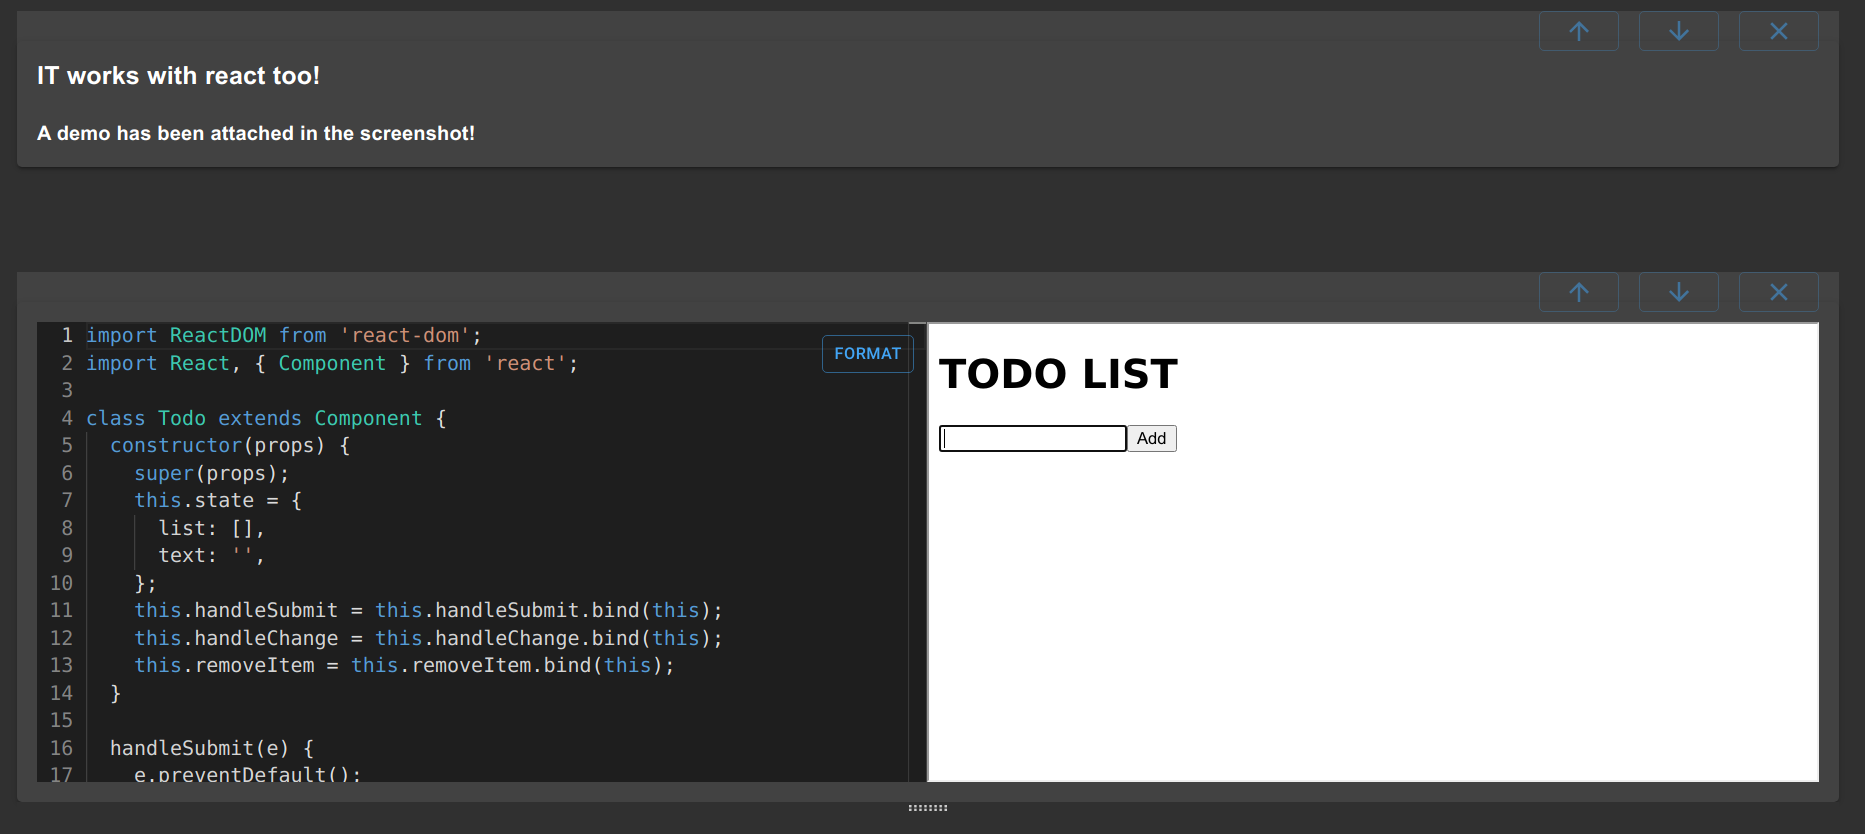 IT works with react too!
A demo has been attached in the screenshot!
FORMAT
1 import ReactDOM from 'react-dom';
2 import React, { Component } from 'react';
3
4 class Todo extends Component {
5   constructor(props) {
6     super(props);
7     this.state = {
8       list: [],
9       text: '',
10     };
11     this.handleSubmit = this.handleSubmit.bind(this);
12     this.handleChange = this.handleChange.bind(this);
13     this.removeItem = this.removeItem.bind(this);
14   }
15
16   handleSubmit(e) {
17     e.preventDefault();
TODO LIST
Add